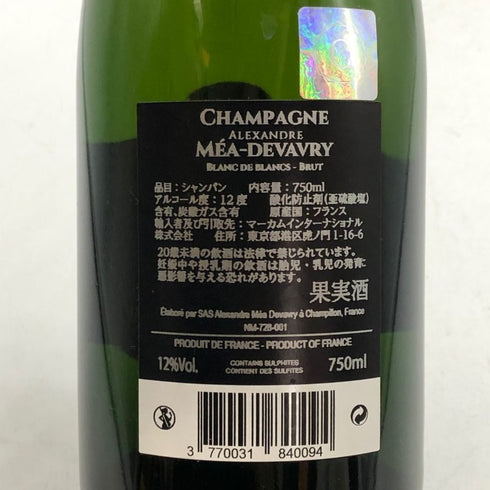 CHAMPAGNE
ALEXANDRE
MÉA-DEVAVRY
BLANC DE BLANCS - BRUT
品目：シャンパン　内容量：750ml
アルコール度：12度　酸化防止剤(亜硫酸塩)
含有、炭酸ガス含有　原産国：フランス
輸入者及び引取先：マーカムインターナショナル
株式会社　住所：東京都港区虎ノ門1-16-6
20歳未満の飲酒は法律で禁じられています。
妊娠中や授乳期の飲酒は胎児・乳児の発育に
悪影響を与える恐れがあります。
果実酒
Élaboré par SAS Alexandre Méa Devavry à Champillon, France
NM-728-001
PRODUIT DE FRANCE - PRODUCT OF FRANCE
12%Vol.
CONTAINS SULPHITES
CONTIENT DES SULFITES
750ml
3 770031 840094